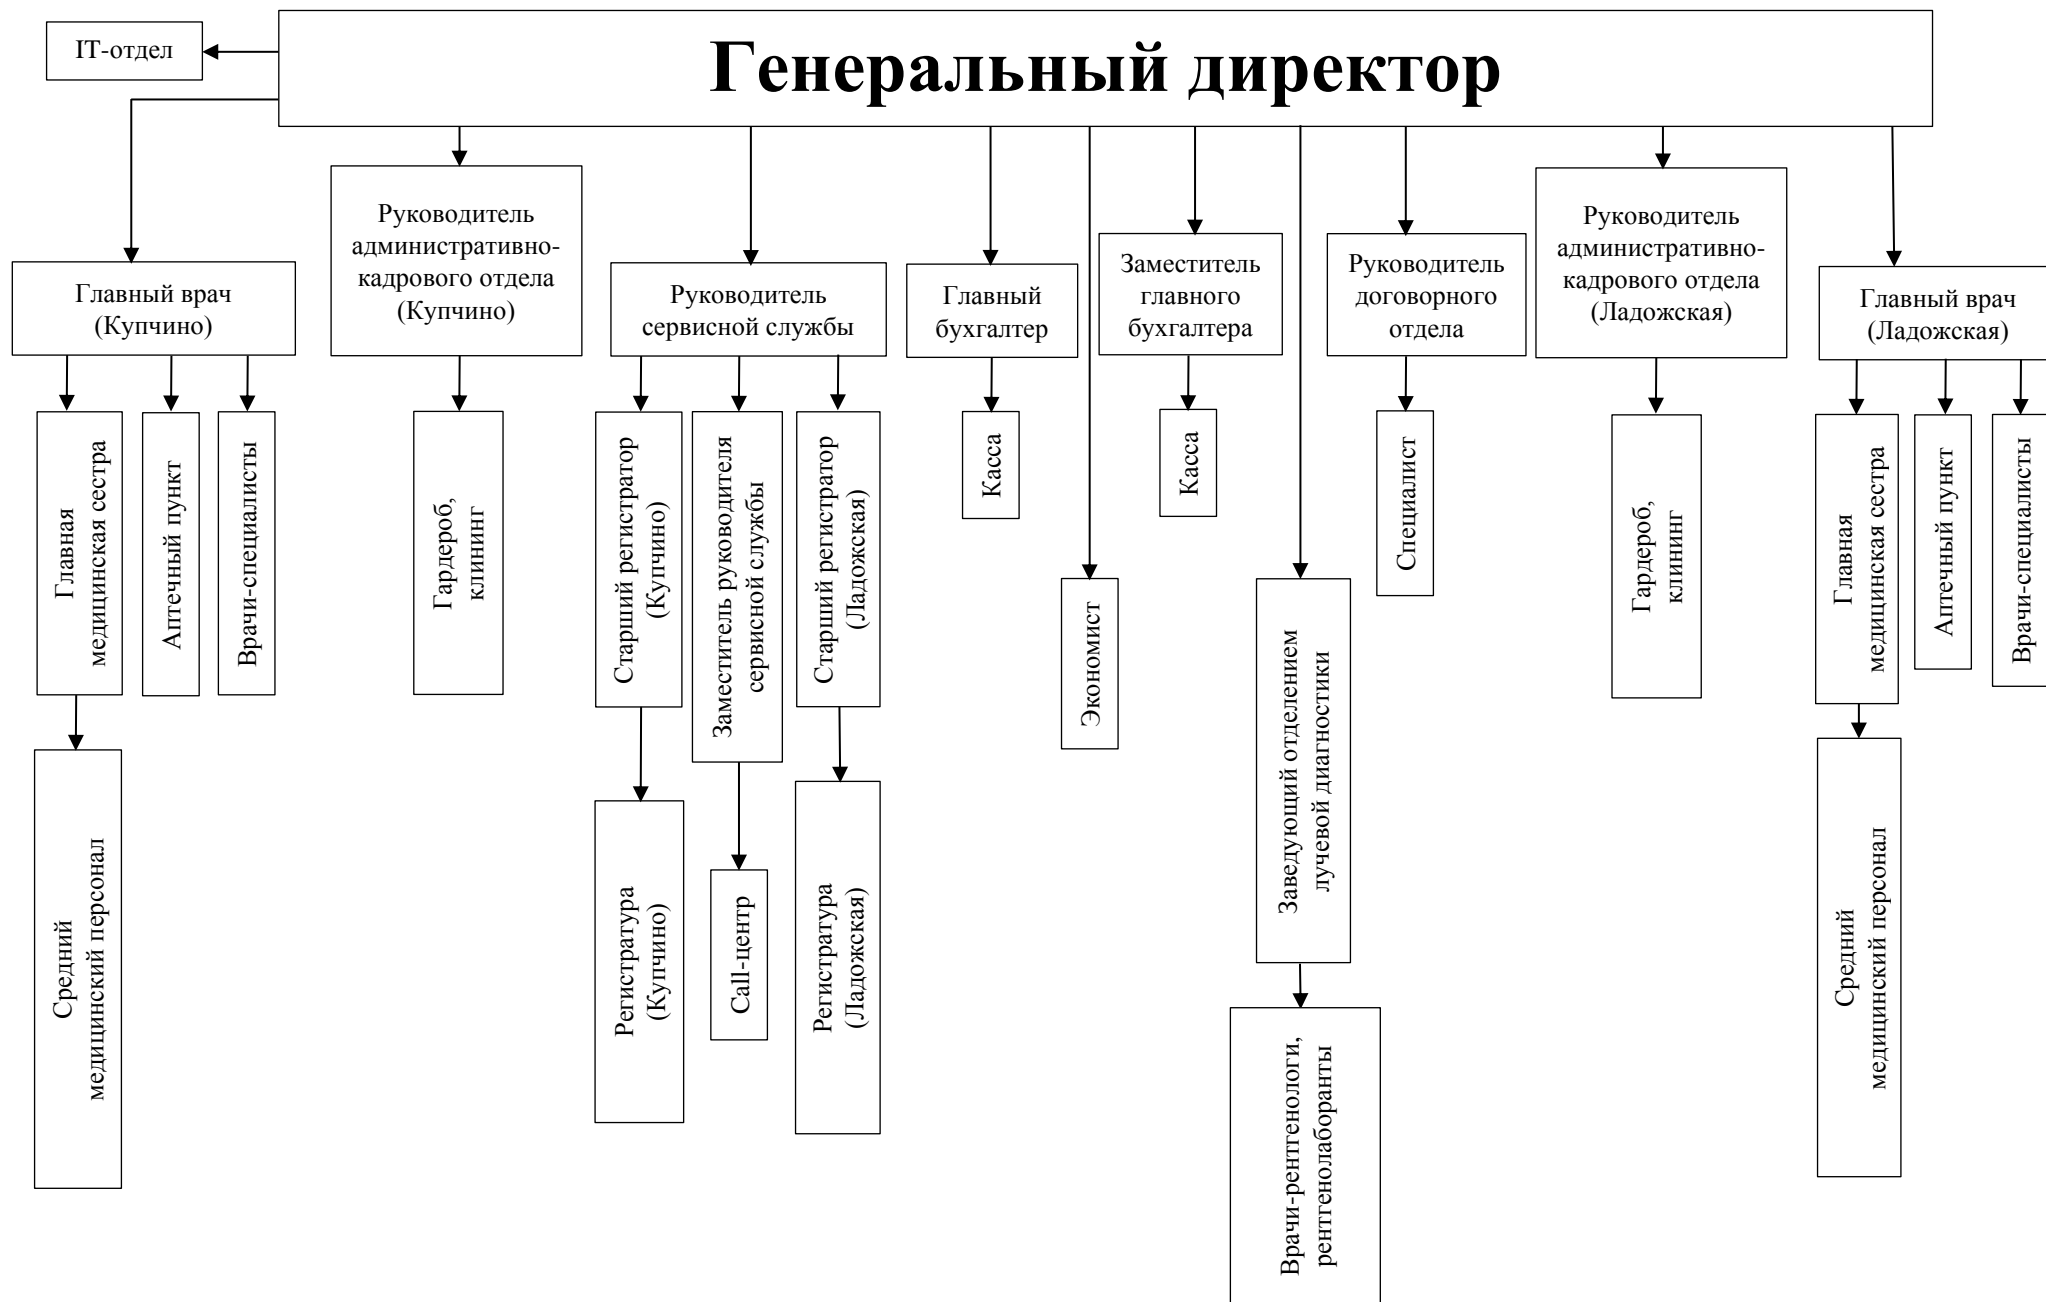 IT-отдел
Генеральный директор
Главный врач
(Купчино)
Руководитель
административно-
кадрового отдела
(Купчино)
Руководитель
сервисной службы
Главный
бухгалтер
Заместитель
главного
бухгалтера
Руководитель
договорного
отдела
Руководитель
административно-
кадрового отдела
(Ладожская)
Главный врач
(Ладожская)
Главная
медицинская сестра
Аптечный пункт
Врачи-специалисты
Гардероб,
клининг
Старший регистратор
(Купчино)
Заместитель руководителя
сервисной службы
Старший регистратор
(Ладожская)
Касса
Экономист
Касса
Заведующий отделением
лучевой диагностики
Специалист
Гардероб,
клининг
Главная
медицинская сестра
Аптечный пункт
Врачи-специалисты
Средний
медицинский персонал
Регистратура
(Купчино)
Call-центр
Регистратура
(Ладожская)
Врачи-рентгенологи,
рентгенолаборанты
Средний
медицинский персонал